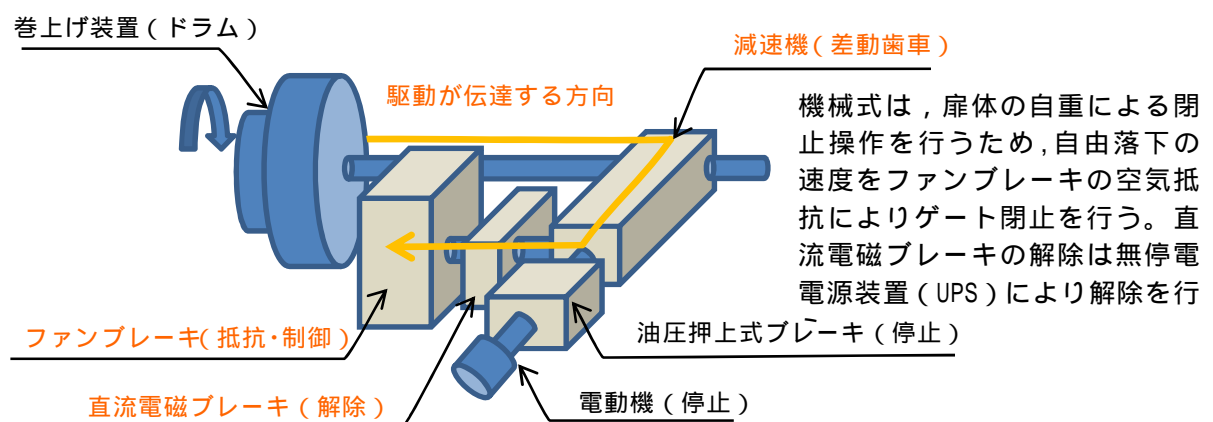 巻上げ装置（ドラム）
減速機（差動歯車）
駆動が伝達する方向
機械式は，扉体の自重による閉
止操作を行うため，自由落下の
速度をファンブレーキの空気抵
抗によりゲート閉止を行う。直
流電磁ブレーキの解除は無停電
電源装置（UPS）により解除を行
油圧押上式ブレーキ（停止）
ファンブレーキ（抵抗・制御）
電動機（停止）
直流電磁ブレーキ（解除）